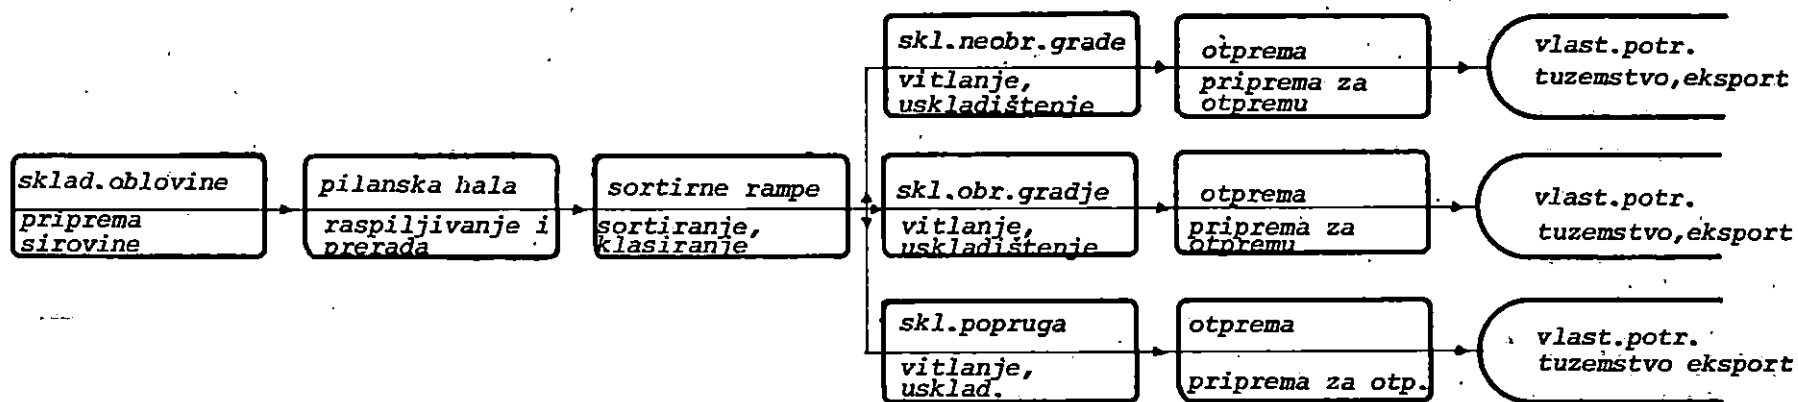 skl.neobr.građe
vitlanje,
uskladištenje
otprema
priprema za
otpremu
vlast.potr.
tuzemstvo,eksport
sklad.oblovine
priprema
sirovine
pilanska hala
raspiljivanje i
prerada
sortirne rampe
sortiranje,
klasiranje
skl.obr.gradje
vitlanje,
uskladištenje
otprema
priprema za
otpremu
vlast.potr.
tuzemstvo,eksport
skl.popruga
vitlanje,
usklad.
otprema
priprema za otp.
vlast.potr.
tuzemstvo eksport